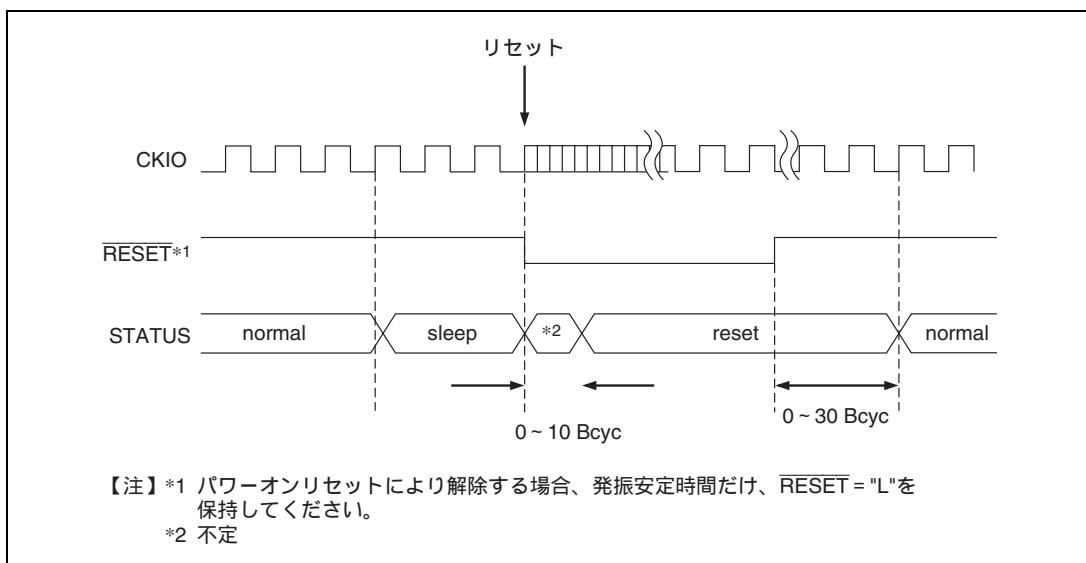 リセット
CKIO
RESET*1
STATUS normal sleep *2 reset normal
0 ~ 10 Bcyc 0 ~ 30 Bcyc
【注】*1 パワーオンリセットにより解除する場合、発振安定時間だけ、RESET = "L"を
保持してください。
*2 不定